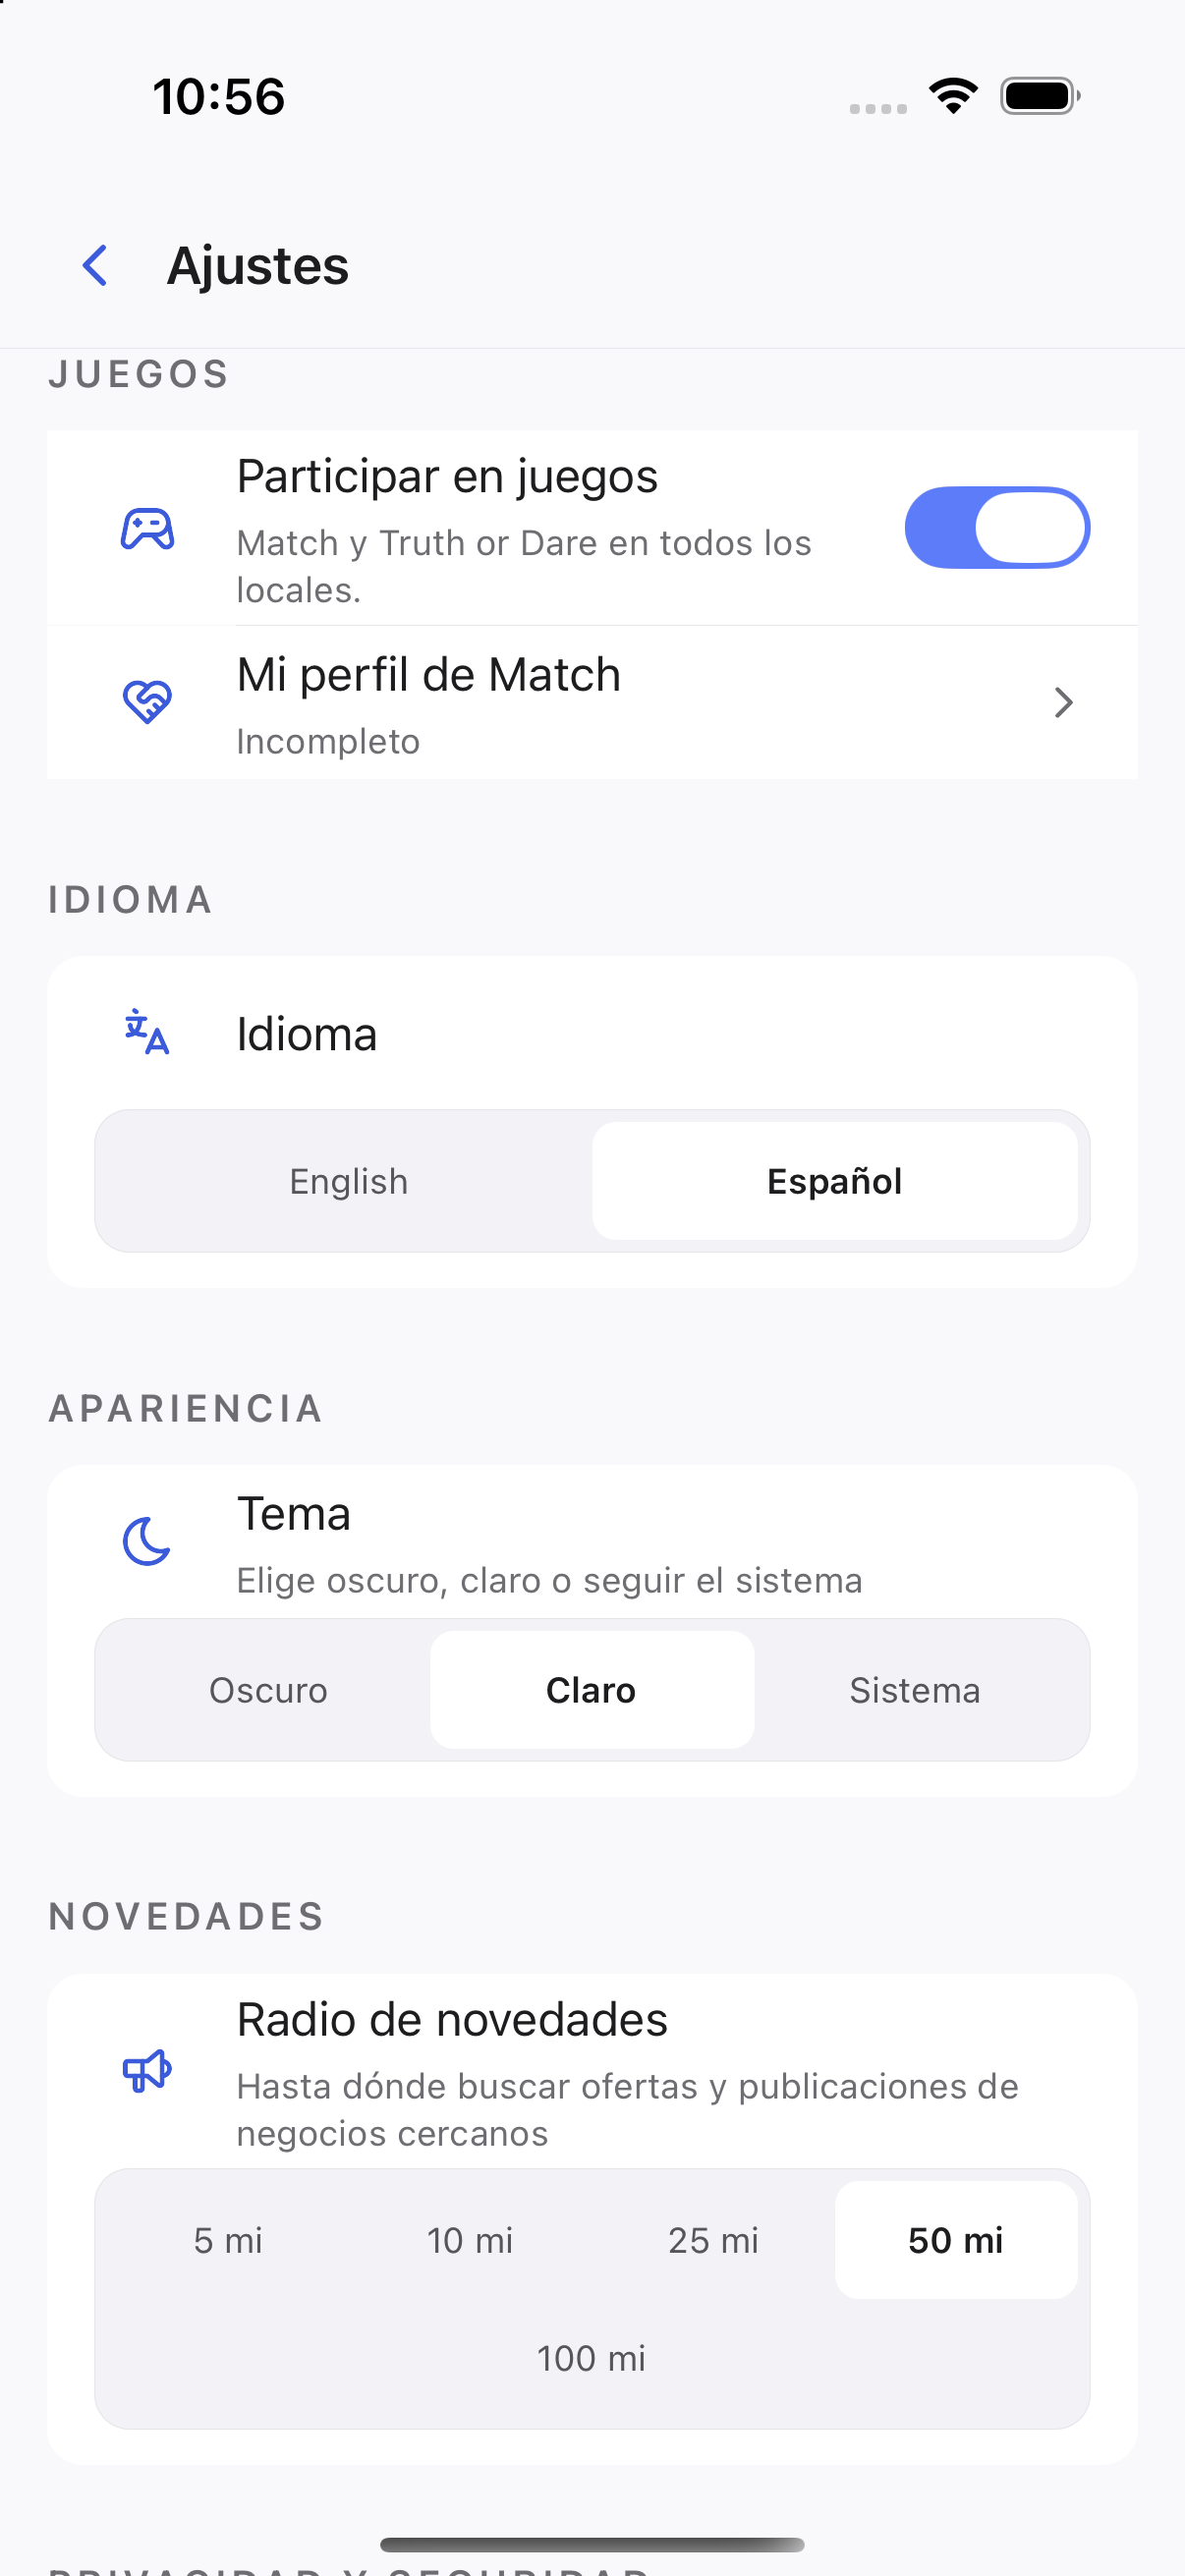 10:56
Ajustes
JUEGOS
Participar en juegos
Match y Truth or Dare en todos los
locales.
Mi perfil de Match
Incompleto
IDIOMA
Idioma
English
Español
APARIENCIA
Tema
Elige oscuro, claro o seguir el sistema
Oscuro
Claro
Sistema
NOVEDADES
Radio de novedades
Hasta dónde buscar ofertas y publicaciones de
negocios cercanos
5 mi
10 mi
25 mi
50 mi
100 mi
PRIVACIDAD Y SEGURIDAD